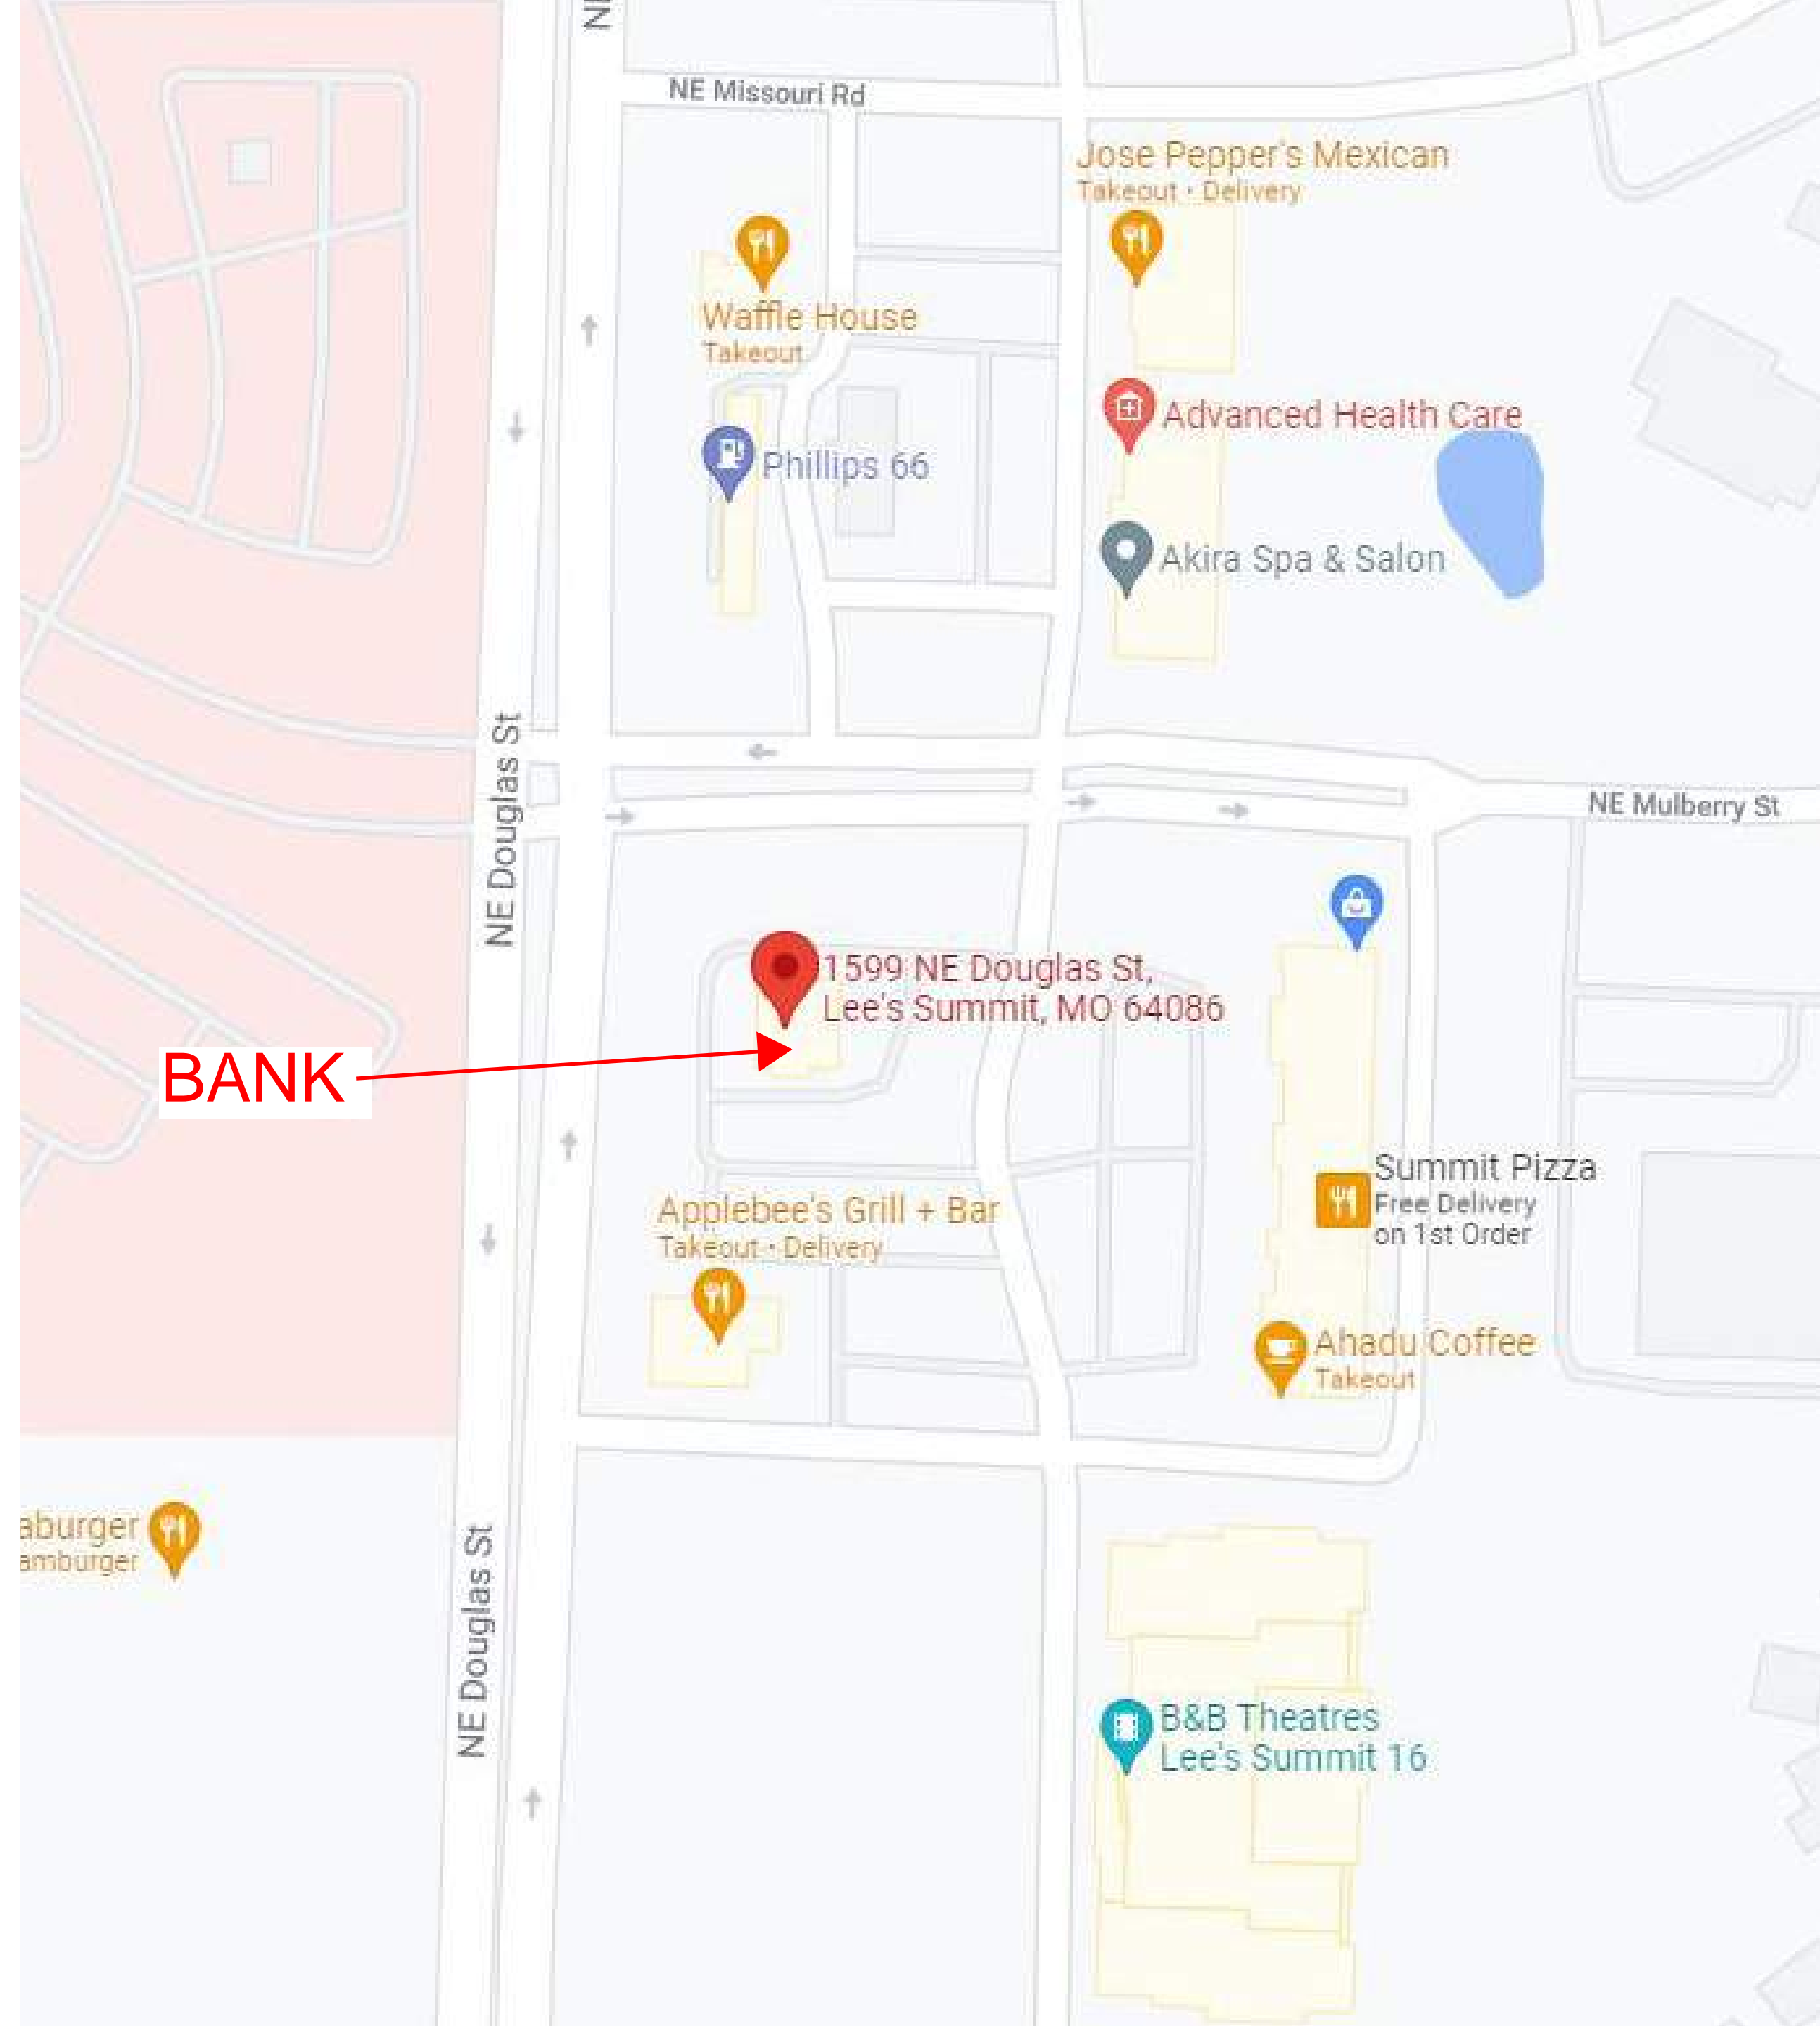 NE Missouri Rd
Jose Pepper's Mexican
Takeout · Delivery
Waffle House
Takeout
Advanced Health Care
Phillips 66
Akira Spa & Salon
NE Douglas St
NE Mulberry St
1599 NE Douglas St,
Lee's Summit, MO 64086
BANK
Summit Pizza
Free Delivery
on 1st Order
Applebee's Grill + Bar
Takeout · Delivery
Ahadu Coffee
Takeout
aburger
amburger
NE Douglas St
B&B Theatres
Lee's Summit 16